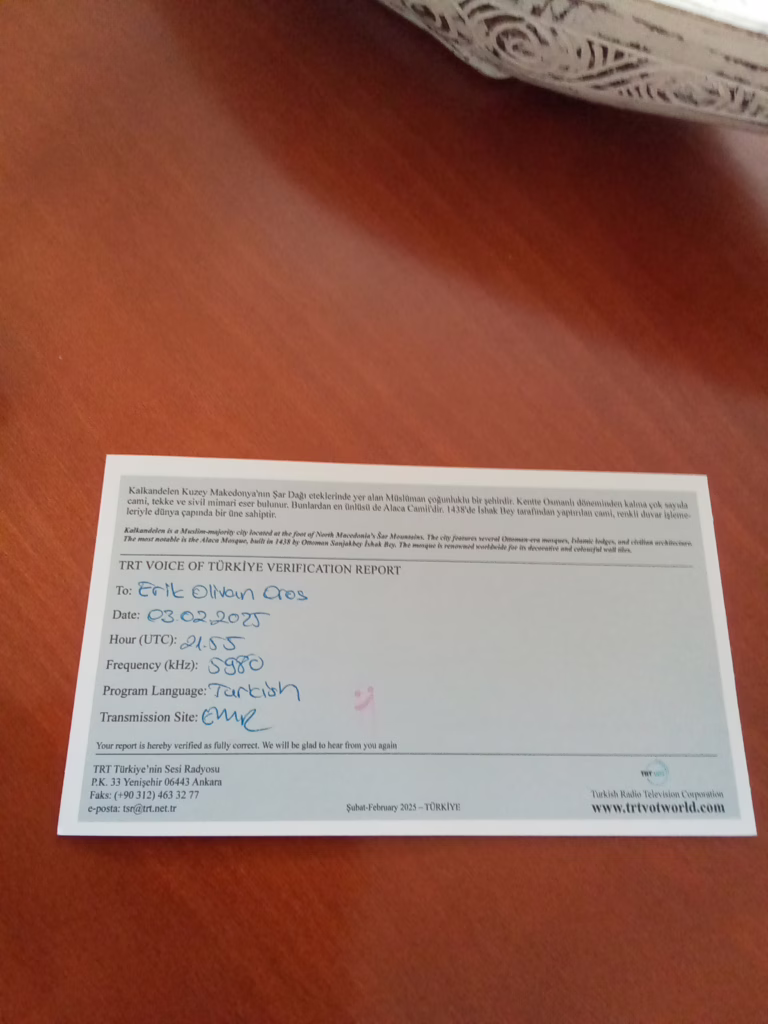 Kalkandelen Kuzey Makedonya'nın Şar Dağı eteklerinde yer alan Müslüman çoğunluklu bir şehirdir. Kentte Osmanlı döneminden kalma çok sayıda
cami, tekke ve sivil mimari eser bulunur. Bunlardan en ünlüsü de Alaca Camii'dir. 1438'de İshak Bey tarafından yaptırılan cami, renkli duvar işleme-
leriyle dünya çapında bir üne sahiptir.
Kalkandelen is a Muslim-majority city located at the foot of North Macedonia's Šar Mountains. The city features several Ottoman-era mosques, Islamic lodges, and civilian architecture.
The most notable is the Alaca Mosque, built in 1438 by Ottoman Sanjakbey İshak Bey. The mosque is renowned worldwide for its decorative and colourful wall tiles.
TRT VOICE OF TÜRKİYE VERIFICATION REPORT
To: Erik Olivan Oros
Date: 03.02.2025
Hour (UTC): 21.55
Frequency (kHz): 5980
Program Language: Turkish
Transmission Site: EMR
Your report is hereby verified as fully correct. We will be glad to hear from you again
TRT Türkiye'nin Sesi Radyosu
P.K. 33 Yenişehir 06443 Ankara
Faks: (+90 312) 463 32 77
e-posta: tsr@trt.net.tr
Şubat-February 2025 – TÜRKİYE
TRT
Turkish Radio Television Corporation
www.trtvotworld.com